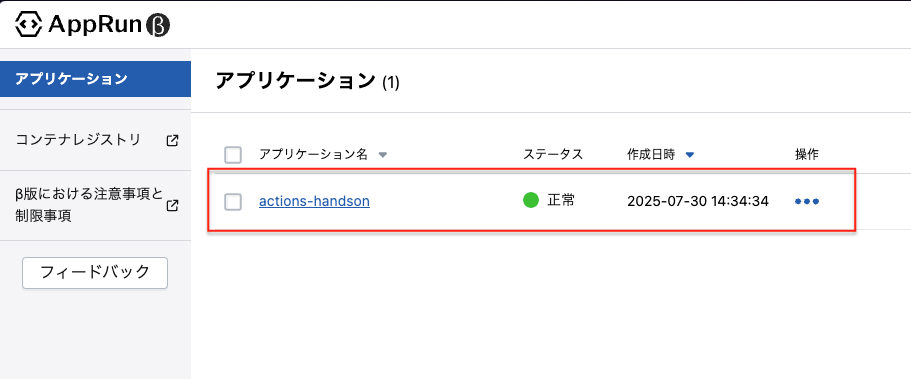 AppRun β
アプリケーション
コンテナレジストリ
β版における注意事項と
制限事項
フィードバック
アプリケーション (1)
アプリケーション名 ステータス 作成日時 操作
actions-handson 正常 2025-07-30 14:34:34